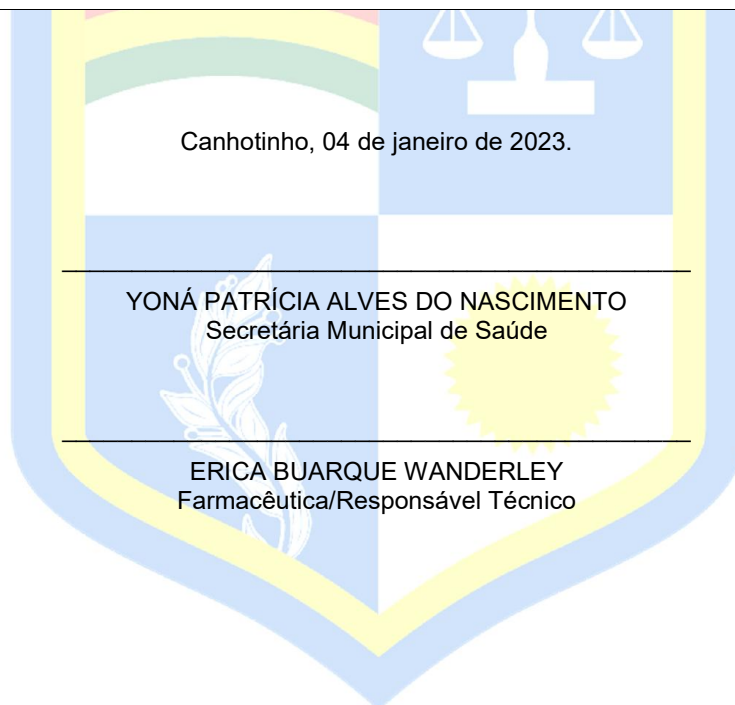 Canhotinho, 04 de janeiro de 2023.
YONÁ PATRÍCIA ALVES DO NASCIMENTO
Secretária Municipal de Saúde
ERICA BUARQUE WANDERLEY
Farmacêutica/Responsável Técnico